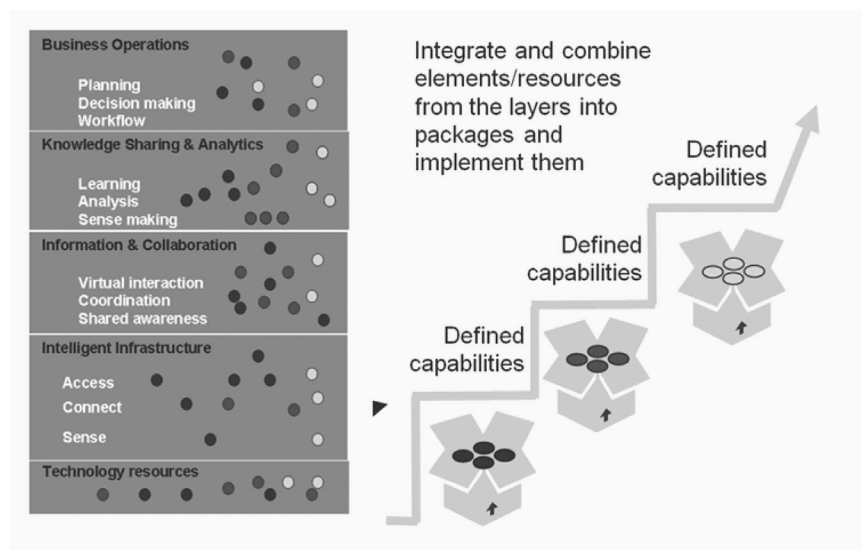 Business Operations
Planning
Decision making
Workflow
Knowledge Sharing & Analytics
Learning
Analysis
Sense making
Information & Collaboration
Virtual interaction
Coordination
Shared awareness
Intelligent Infrastructure
Access
Connect
Sense
Technology resources
Integrate and combine
elements/resources
from the layers into
packages and
implement them
Defined
capabilities
Defined
capabilities
Defined
capabilities